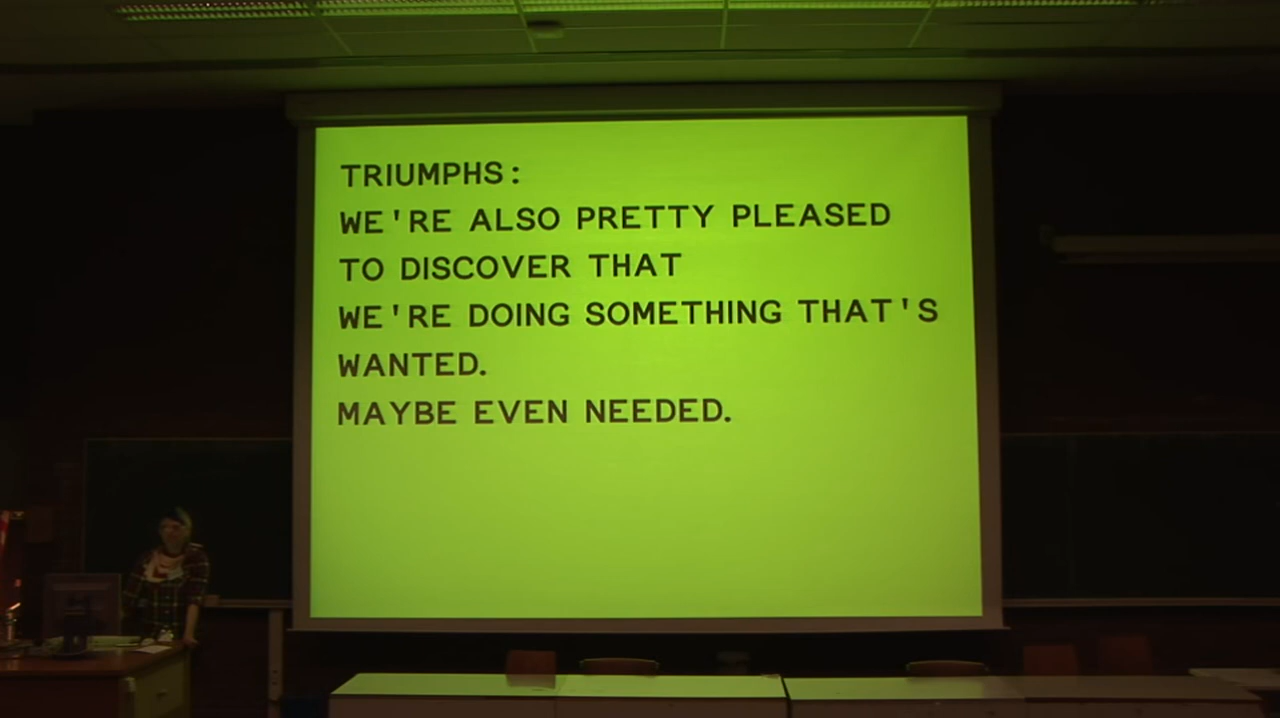 TRIUMPHS:
WE'RE ALSO PRETTY PLEASED
TO DISCOVER THAT
WE'RE DOING SOMETHING THAT'S
WANTED.
MAYBE EVEN NEEDED.